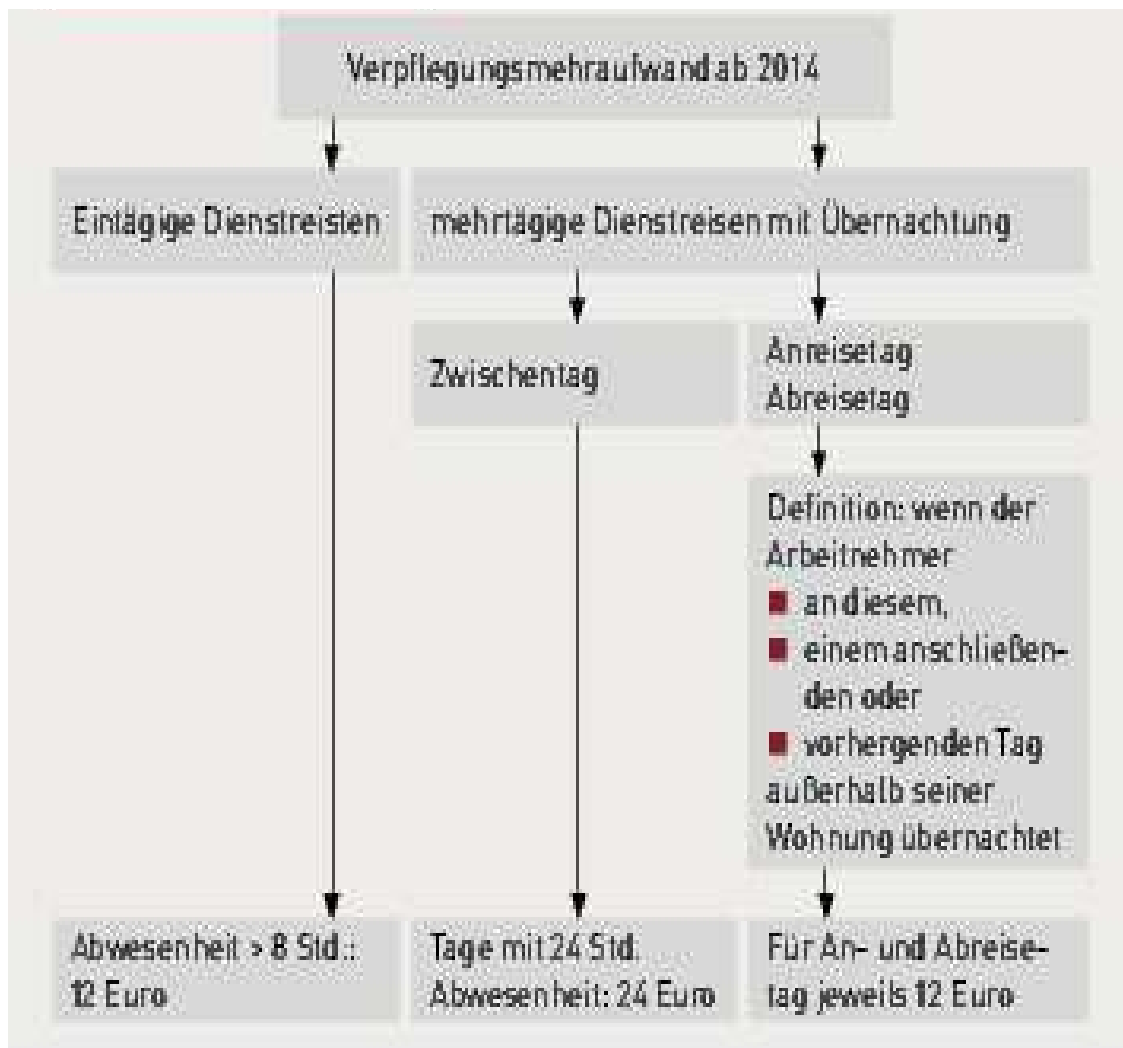 Verpflegungsmehraufwand ab 2014
Eintägige Dienstreisten
mehrtägige Dienstreisen mit Übernachtung
Zwischentag
Anreisetag
Abreisetag
Definition: wenn der
Arbeitnehmer
an diesem,
einem anschließen-
den oder
vorhergenden Tag
außerhalb seiner
Wohnung übernachtet
Abwesenheit > 8 Std.:
12 Euro
Tage mit 24 Std.
Abwesenheit: 24 Euro
Für An- und Abreise-
tag jeweils 12 Euro